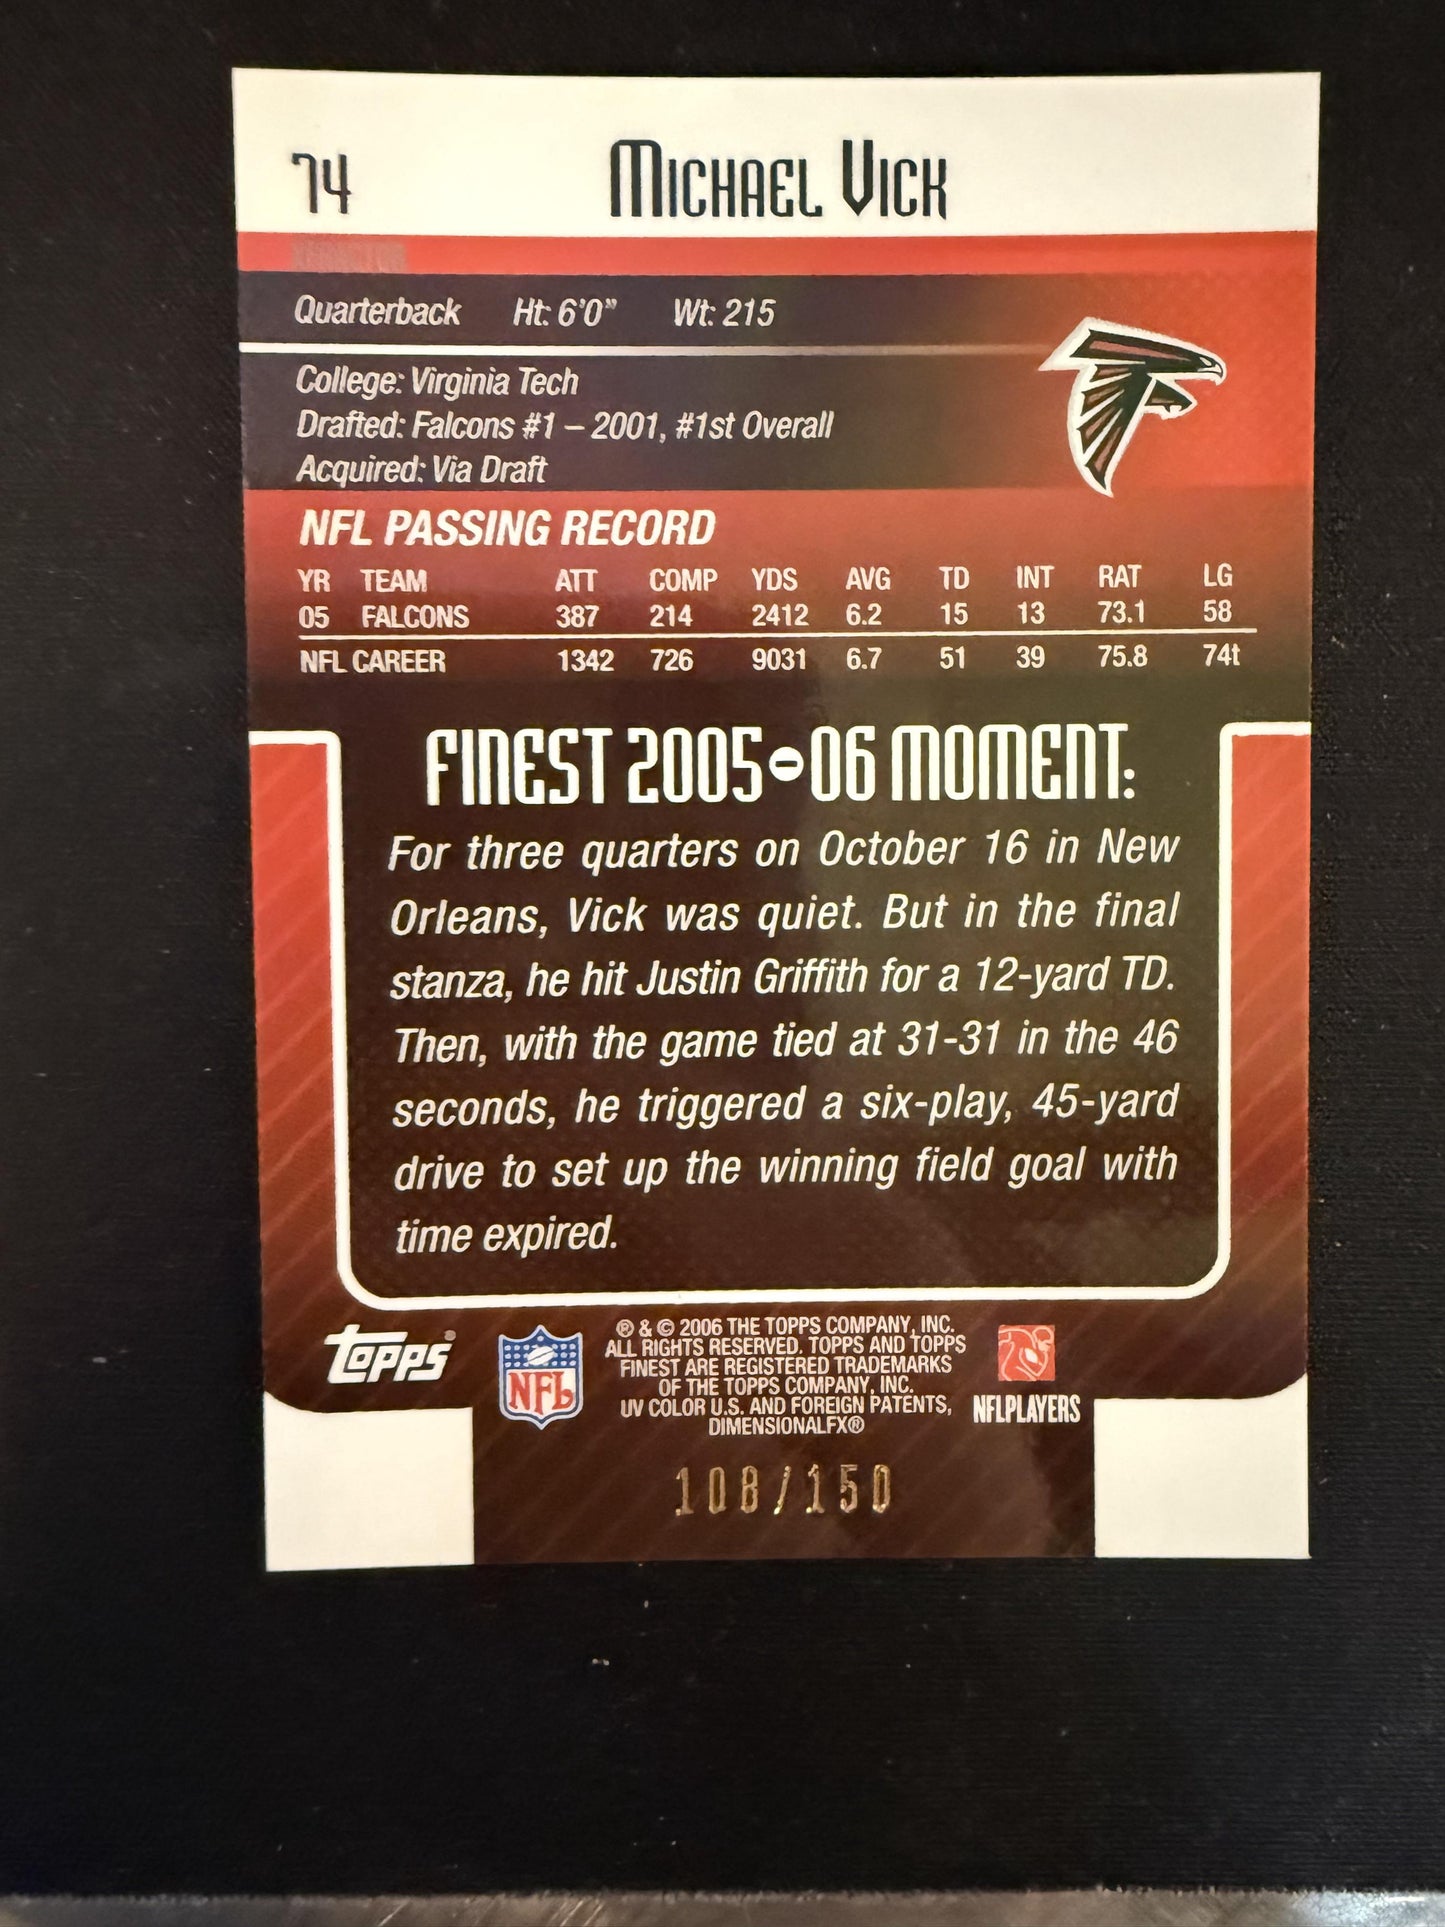 74 Michael Vick
REFRACTOR
Quarterback Ht: 6'0" Wt: 215
College: Virginia Tech
Drafted: Falcons #1 – 2001, #1st Overall
Acquired: Via Draft
NFL PASSING RECORD
YR TEAM ATT COMP YDS AVG TD INT RAT LG
05 FALCONS 387 214 2412 6.2 15 13 73.1 58
NFL CAREER 1342 726 9031 6.7 51 39 75.8 74t
FINEST 2005-06 MOMENT:
For three quarters on October 16 in New
Orleans, Vick was quiet. But in the final
stanza, he hit Justin Griffith for a 12-yard TD.
Then, with the game tied at 31-31 in the 46
seconds, he triggered a six-play, 45-yard
drive to set up the winning field goal with
time expired.
Topps®
NFL
® & © 2006 THE TOPPS COMPANY, INC.
ALL RIGHTS RESERVED. TOPPS AND TOPPS
FINEST ARE REGISTERED TRADEMARKS
OF THE TOPPS COMPANY, INC.
UV COLOR U.S. AND FOREIGN PATENTS,
DIMENSIONALFX®
NFLPLAYERS
108/150